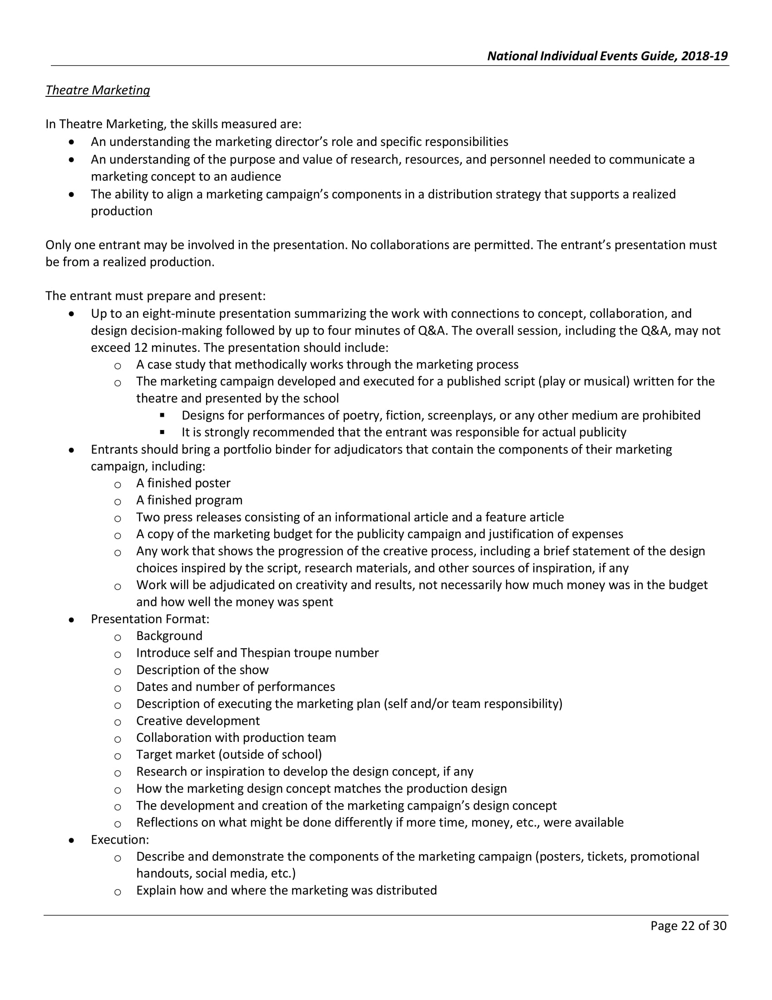 National Individual Events Guide, 2018-19
Theatre Marketing
In Theatre Marketing, the skills measured are:
• An understanding the marketing director’s role and specific responsibilities
• An understanding of the purpose and value of research, resources, and personnel needed to communicate a
marketing concept to an audience
• The ability to align a marketing campaign’s components in a distribution strategy that supports a realized
production
Only one entrant may be involved in the presentation. No collaborations are permitted. The entrant’s presentation must
be from a realized production.
The entrant must prepare and present:
• Up to an eight-minute presentation summarizing the work with connections to concept, collaboration, and
design decision-making followed by up to four minutes of Q&A. The overall session, including the Q&A, may not
exceed 12 minutes. The presentation should include:
o A case study that methodically works through the marketing process
o The marketing campaign developed and executed for a published script (play or musical) written for the
theatre and presented by the school
▪ Designs for performances of poetry, fiction, screenplays, or any other medium are prohibited
▪ It is strongly recommended that the entrant was responsible for actual publicity
• Entrants should bring a portfolio binder for adjudicators that contain the components of their marketing
campaign, including:
o A finished poster
o A finished program
o Two press releases consisting of an informational article and a feature article
o A copy of the marketing budget for the publicity campaign and justification of expenses
o Any work that shows the progression of the creative process, including a brief statement of the design
choices inspired by the script, research materials, and other sources of inspiration, if any
o Work will be adjudicated on creativity and results, not necessarily how much money was in the budget
and how well the money was spent
• Presentation Format:
o Background
o Introduce self and Thespian troupe number
o Description of the show
o Dates and number of performances
o Description of executing the marketing plan (self and/or team responsibility)
o Creative development
o Collaboration with production team
o Target market (outside of school)
o Research or inspiration to develop the design concept, if any
o How the marketing design concept matches the production design
o The development and creation of the marketing campaign’s design concept
o Reflections on what might be done differently if more time, money, etc., were available
• Execution:
o Describe and demonstrate the components of the marketing campaign (posters, tickets, promotional
handouts, social media, etc.)
o Explain how and where the marketing was distributed
Page 22 of 30